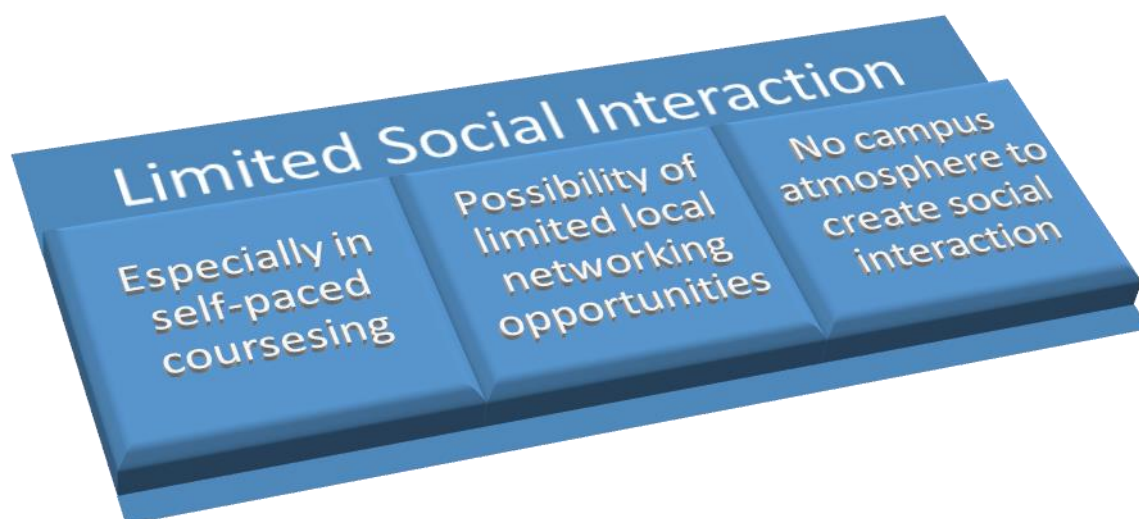 Limited Social Interaction
Especially in
self-paced
coursesing
Possibility of
limited local
networking
opportunities
No campus
atmosphere to
create social
interaction